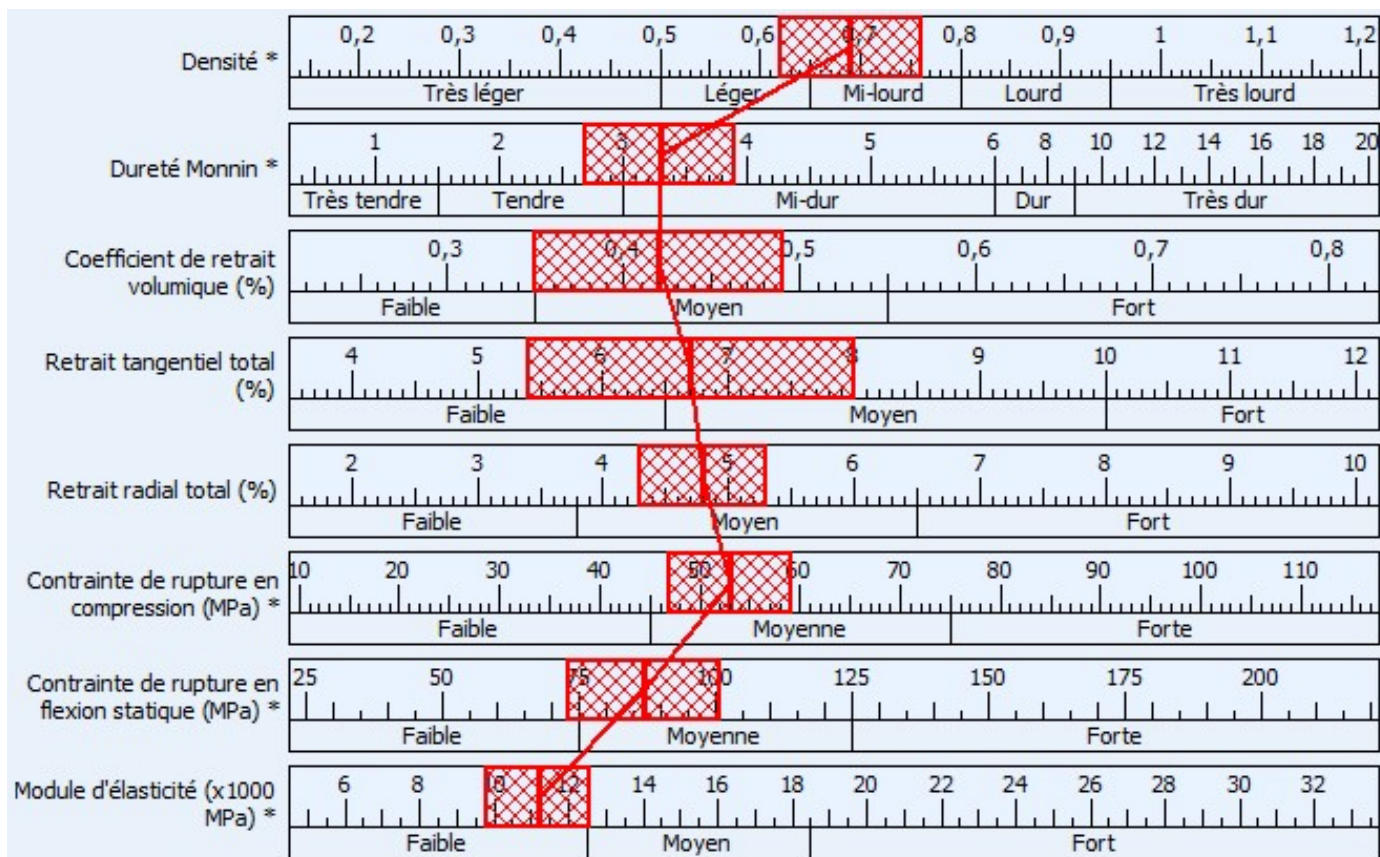 0,2 0,3 0,4 0,5 0,6 0,7 0,8 0,9 1 1,1 1,2
Densité *
Très léger Léger Mi-lourd Lourd Très lourd
1 2 3 4 5 6 8 10 12 14 16 20
Dureté Monnin *
Très tendre Tendre Mi-dur Dur Très dur
0,3 0,4 0,5 0,6 0,7 0,8
Coefficient de retrait
volumique (%)
Faible Moyen Fort
4 5 6 7 8 9 10 11 12
Retrait tangentiel total
(%)
Faible Moyen Fort
2 3 4 5 6 7 8 9 10
Retrait radial total (%)
Faible Moyen Fort
10 20 30 40 50 60 70 80 90 100 110
Contrainte de rupture en
compression (MPa) *
Faible Moyenne Forte
25 50 75 100 125 150 175 200
Contrainte de rupture en
flexion statique (MPa) *
Faible Moyenne Forte
6 8 10 12 14 16 18 20 22 24 26 28 30 32
Module d'élasticité (x1000
MPa) *
Faible Moyen Fort